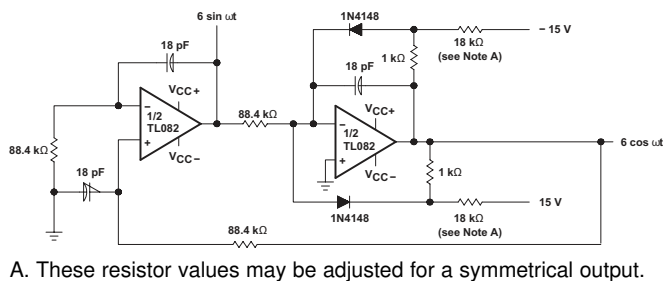 6 sin ωt
1N4148
− 15 V
18 pF
18 kΩ
(see Note A)
1 kΩ
18 pF
VCC+
88.4 kΩ
VCC+
−
1/2
TL082
+
VCC−
−
1/2
TL082
+
VCC−
6 cos ωt
88.4 kΩ
18 pF
1 kΩ
1N4148
15 V
18 kΩ
(see Note A)
88.4 kΩ
A. These resistor values may be adjusted for a symmetrical output.